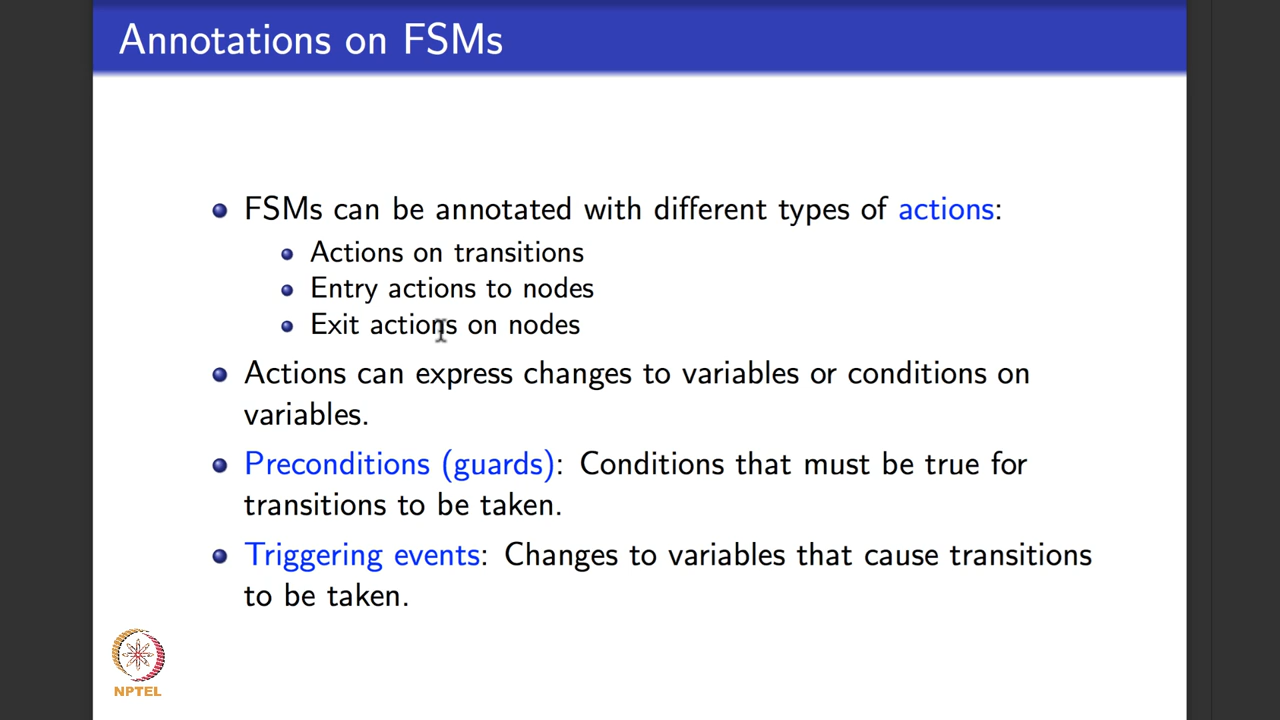 Annotations on FSMs
FSMs can be annotated with different types of actions:
Actions on transitions
Entry actions to nodes
Exit actions on nodes
Actions can express changes to variables or conditions on
variables.
Preconditions (guards): Conditions that must be true for
transitions to be taken.
Triggering events: Changes to variables that cause transitions
to be taken.
NPTEL